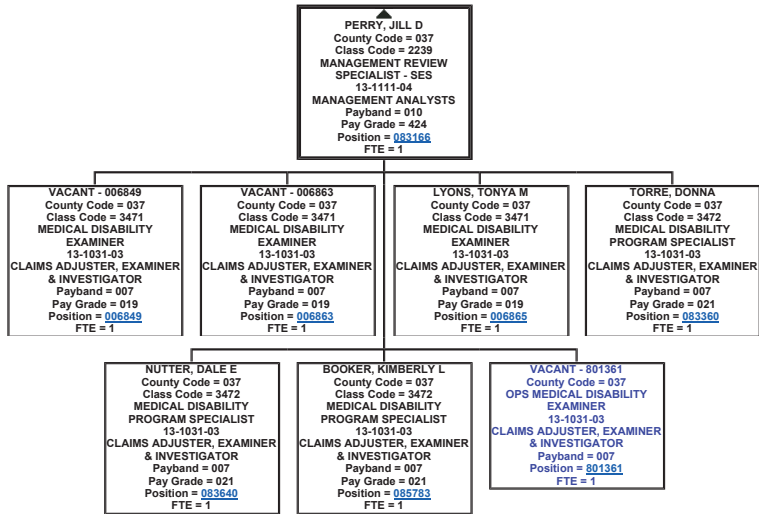 PERRY, JILL D
County Code = 037
Class Code = 2239
MANAGEMENT REVIEW
SPECIALIST - SES
13-1111-04
MANAGEMENT ANALYSTS
Payband = 010
Pay Grade = 424
Position = 083166
FTE = 1
VACANT - 006849
County Code = 037
Class Code = 3471
MEDICAL DISABILITY
EXAMINER
13-1031-03
CLAIMS ADJUSTER, EXAMINER
& INVESTIGATOR
Payband = 007
Pay Grade = 019
Position = 006849
FTE = 1
VACANT - 006863
County Code = 037
Class Code = 3471
MEDICAL DISABILITY
EXAMINER
13-1031-03
CLAIMS ADJUSTER, EXAMINER
& INVESTIGATOR
Payband = 007
Pay Grade = 019
Position = 006863
FTE = 1
LYONS, TONYA M
County Code = 037
Class Code = 3471
MEDICAL DISABILITY
EXAMINER
13-1031-03
CLAIMS ADJUSTER, EXAMINER
& INVESTIGATOR
Payband = 007
Pay Grade = 019
Position = 006865
FTE = 1
TORRE, DONNA
County Code = 037
Class Code = 3472
MEDICAL DISABILITY
PROGRAM SPECIALIST
13-1031-03
CLAIMS ADJUSTER, EXAMINER
& INVESTIGATOR
Payband = 007
Pay Grade = 021
Position = 083360
FTE = 1
NUTTER, DALE E
County Code = 037
Class Code = 3472
MEDICAL DISABILITY
PROGRAM SPECIALIST
13-1031-03
CLAIMS ADJUSTER, EXAMINER
& INVESTIGATOR
Payband = 007
Pay Grade = 021
Position = 083640
FTE = 1
BOOKER, KIMBERLY L
County Code = 037
Class Code = 3472
MEDICAL DISABILITY
PROGRAM SPECIALIST
13-1031-03
CLAIMS ADJUSTER, EXAMINER
& INVESTIGATOR
Payband = 007
Pay Grade = 021
Position = 085783
FTE = 1
VACANT - 801361
County Code = 037
OPS MEDICAL DISABILITY
EXAMINER
13-1031-03
CLAIMS ADJUSTER, EXAMINER
& INVESTIGATOR
Payband = 007
Position = 801361
FTE = 1